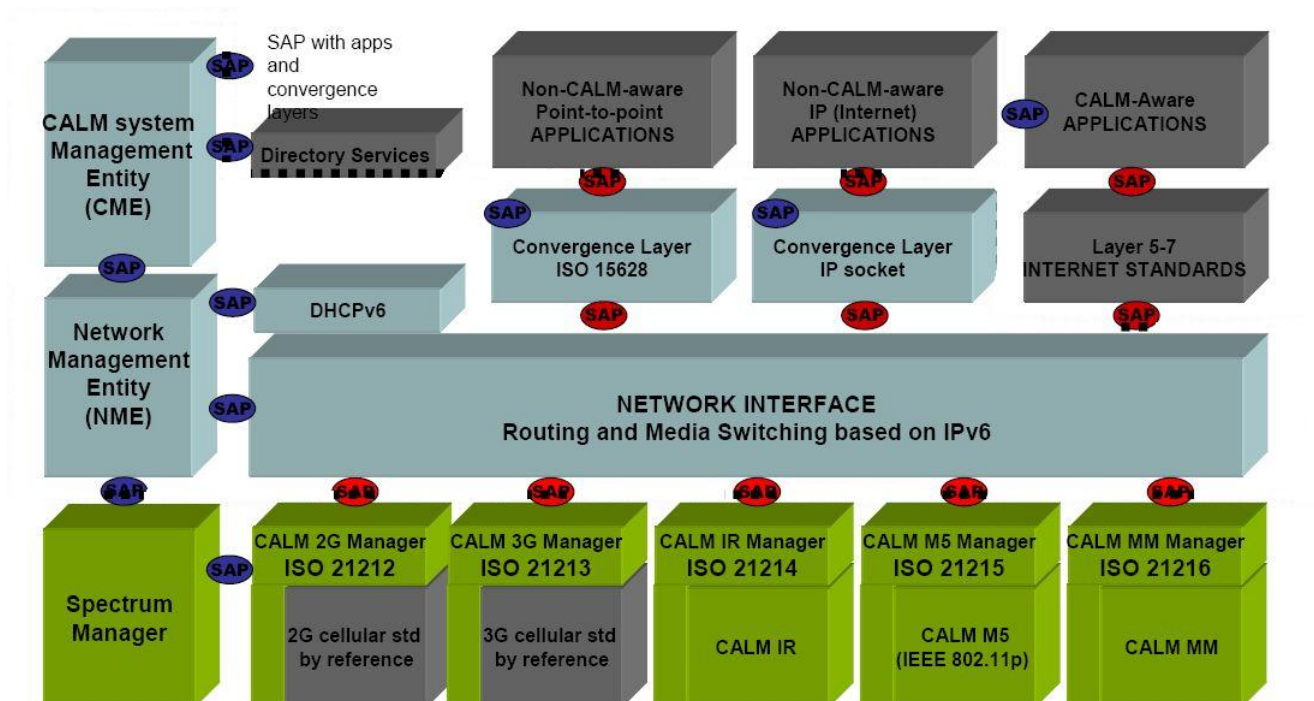 SAP
SAP with apps
and
convergence
layers
CALM system
Management
Entity
(CME)
SAP
Directory Services
Non-CALM-aware
Point-to-point
APPLICATIONS
Non-CALM-aware
IP (Internet)
APPLICATIONS
SAP
CALM-Aware
APPLICATIONS
SAP
SAP
SAP
SAP
Convergence Layer
ISO 15628
SAP
Convergence Layer
IP socket
Layer 5-7
INTERNET STANDARDS
SAP
SAP
DHCPv6
SAP
SAP
SAP
Network
Management
Entity
(NME)
SAP
NETWORK INTERFACE
Routing and Media Switching based on IPv6
SAP
SAP
SAP
SAP
SAP
SAP
Spectrum
Manager
SAP
CALM 2G Manager
ISO 21212
2G cellular std
by reference
CALM 3G Manager
ISO 21213
3G cellular std
by reference
CALM IR Manager
ISO 21214
CALM IR
CALM M5 Manager
ISO 21215
CALM M5
(IEEE 802.11p)
CALM MM Manager
ISO 21216
CALM MM